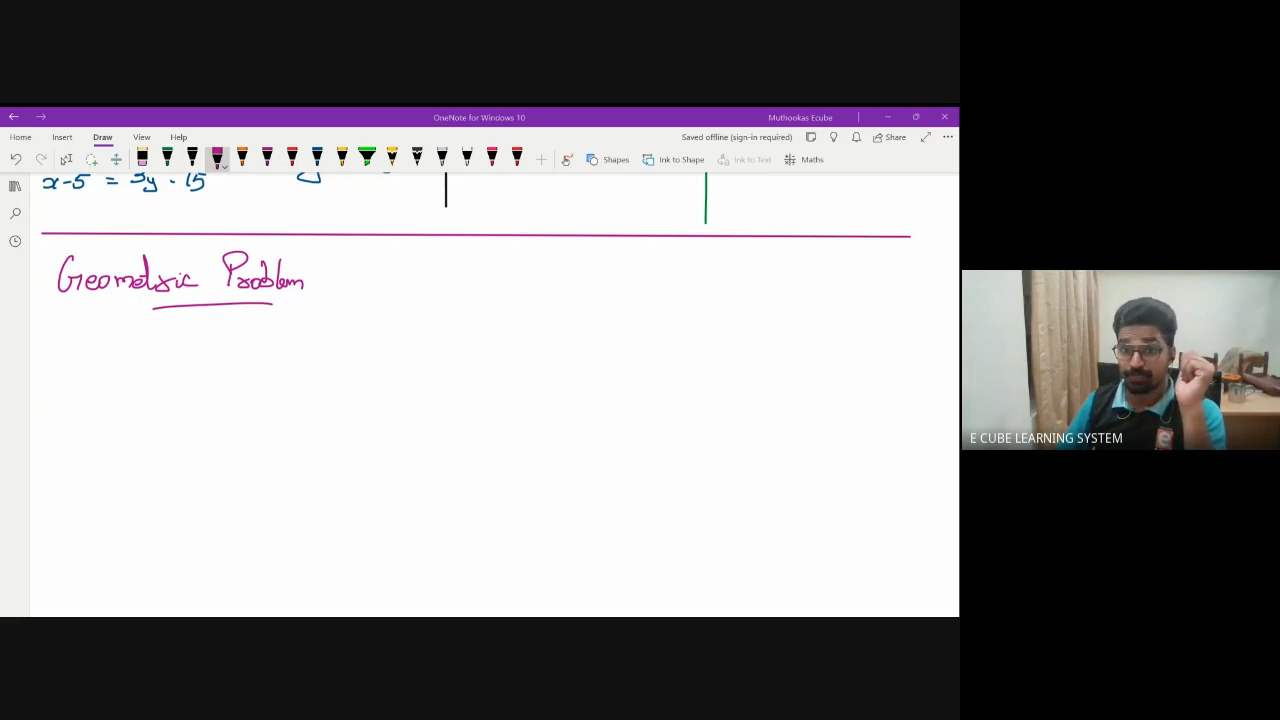 OneNote for Windows 10
Muthookas Ecube
Home Insert Draw View Help
Saved offline (sign-in required)
Share
Shapes
Ink to Shape
Ink to Text
Maths
x-5 = 3y-15
Geometric Problem
E CUBE LEARNING SYSTEM